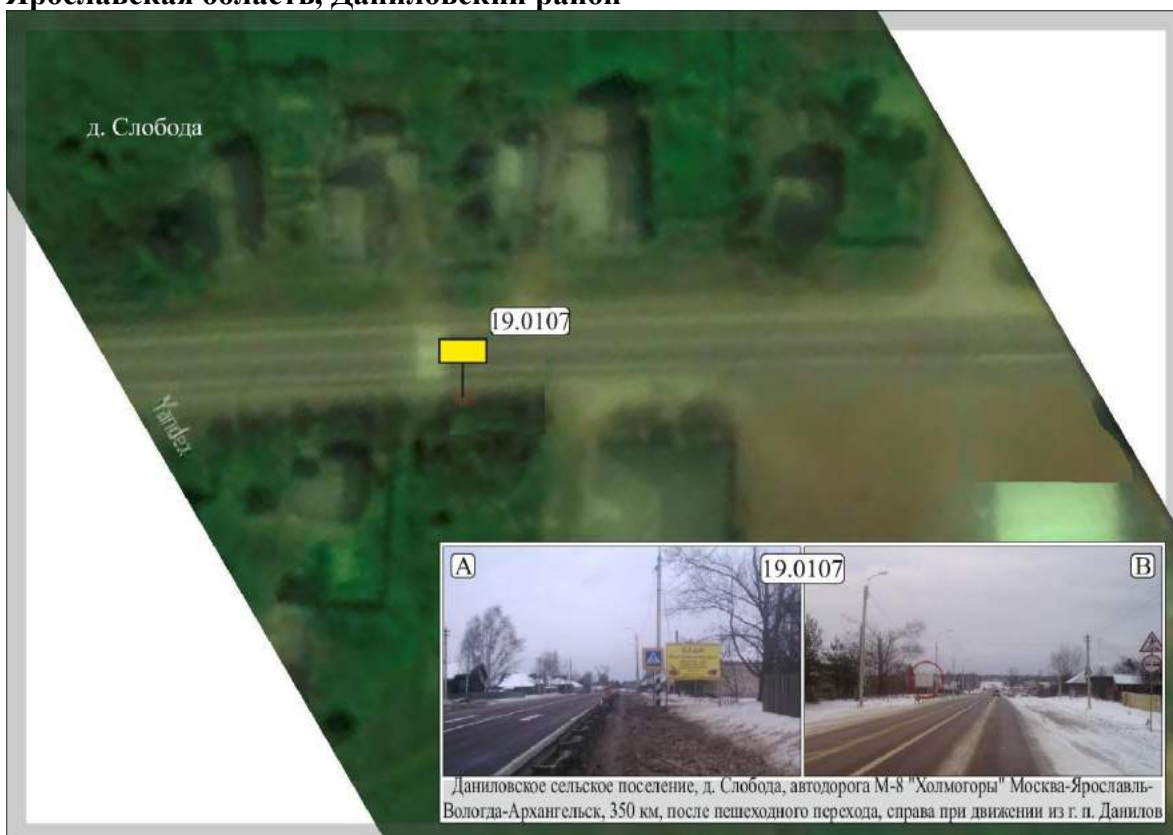 Ярославская область, Даниловский район
д. Слобода
19.0107
Yandex
A
19.0107
B
Даниловское сельское поселение, д. Слобода, автодорога М-8 "Холмогоры" Москва-Ярославль-
Вологда-Архангельск, 350 км, после пешеходного перехода, справа при движении из г. п. Данилов